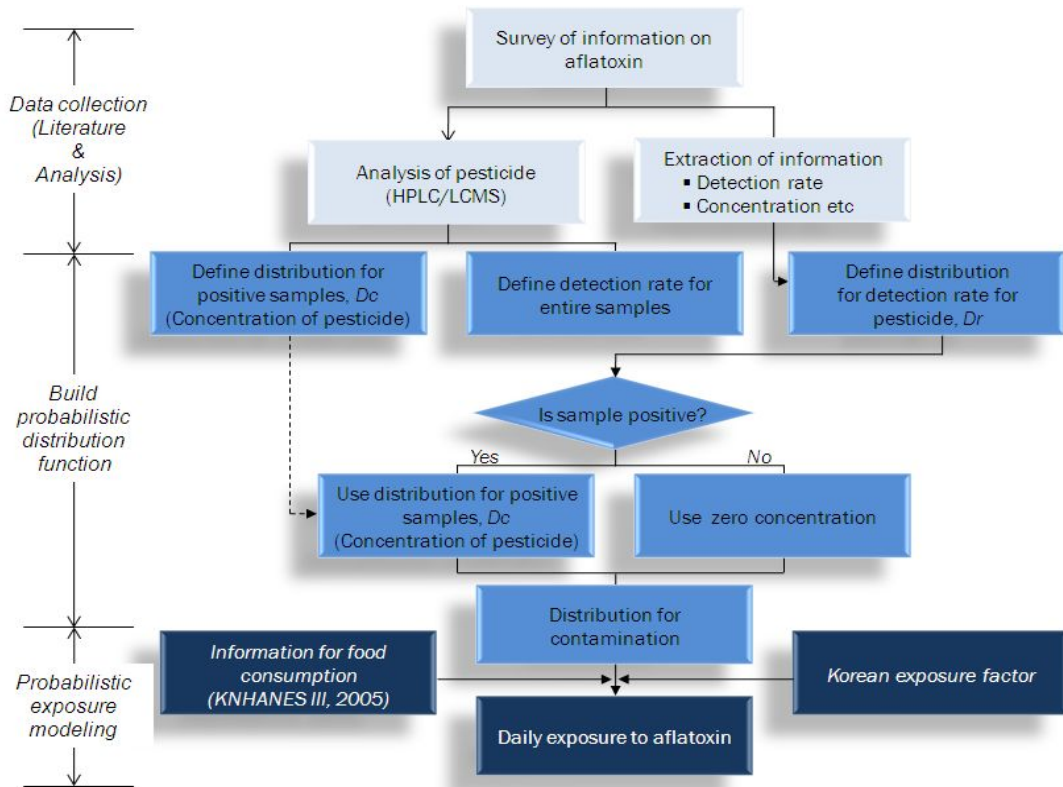 Survey of information on
aflatoxin
Data collection
(Literature
&
Analysis)
Analysis of pesticide
(HPLC/LCMS)
Extraction of information
▪ Detection rate
▪ Concentration etc
Define distribution for
positive samples, Dc
(Concentration of pesticide)
Define detection rate for
entire samples
Define distribution
for detection rate for
pesticide, Dr
Build
probabilistic
distribution
function
Is sample positive?
Yes
No
Use distribution for positive
samples, Dc
(Concentration of pesticide)
Use zero concentration
Distribution for
contamination
Probabilistic
exposure
modeling
Information for food
consumption
(KNHANES III, 2005)
Korean exposure factor
Daily exposure to aflatoxin